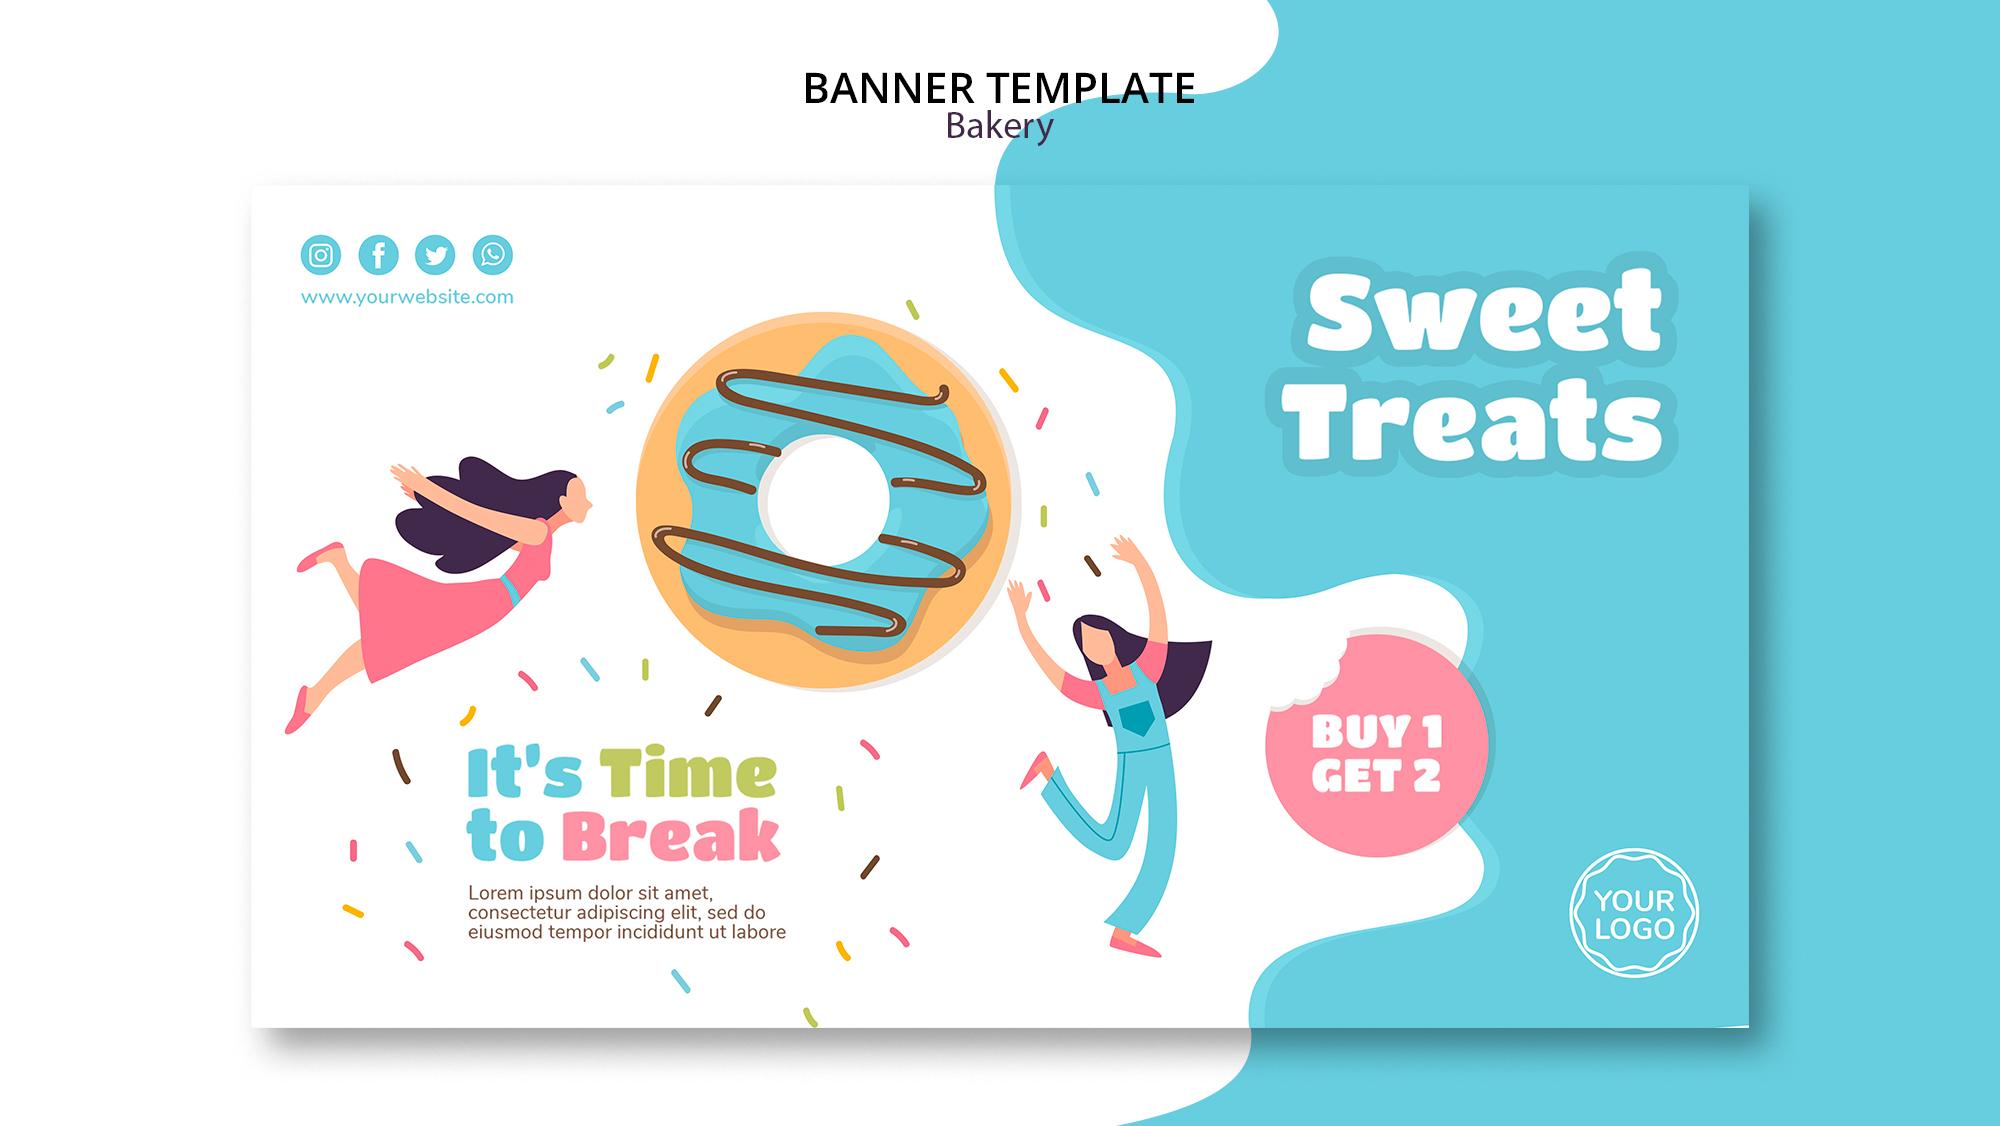 BANNER TEMPLATE
Bakery
www.yourwebsite.com
Sweet
Treats
It's Time
to Break
Lorem ipsum dolor sit amet,
consectetur adipiscing elit, sed do
eiusmod tempor incididunt ut labore
BUY 1
GET 2
YOUR
LOGO